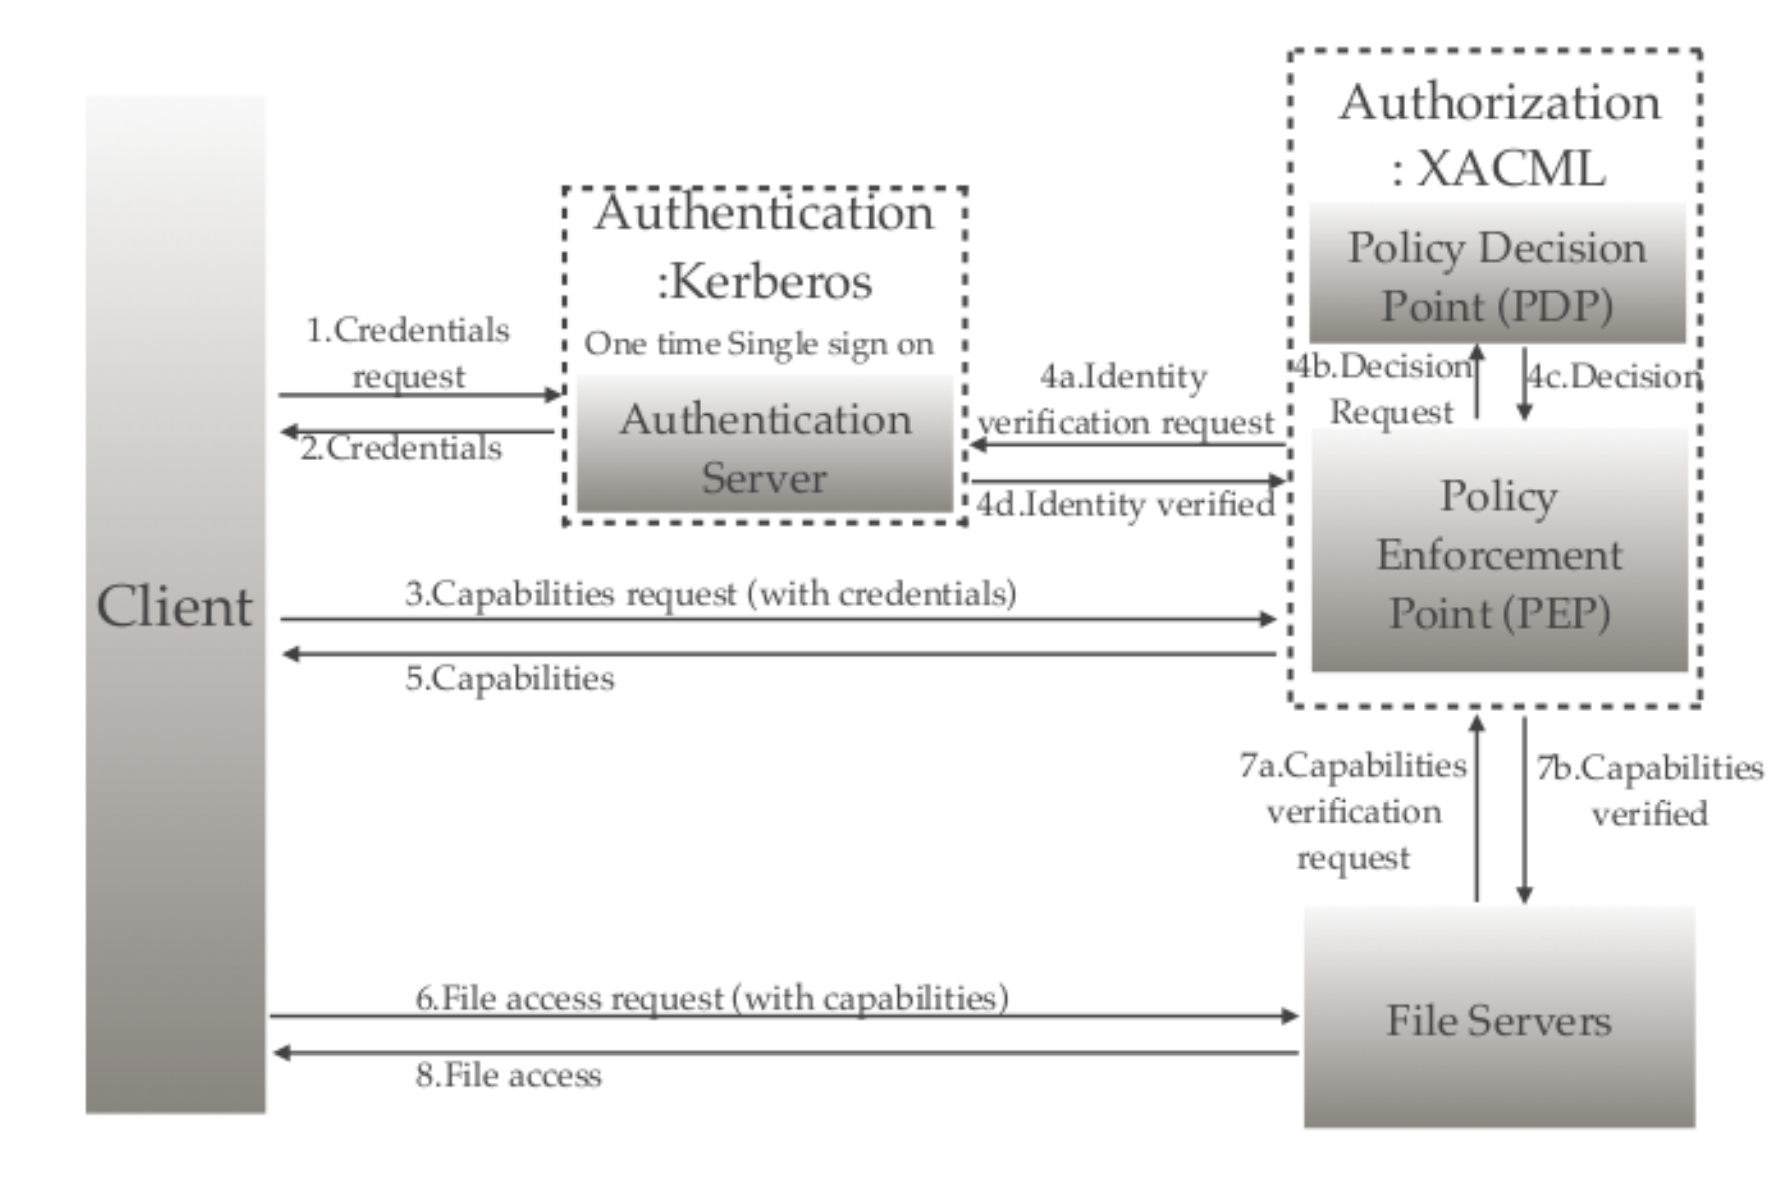 Client
1.Credentials
request
2.Credentials
Authentication
:Kerberos
One time Single sign on
Authentication
Server
3.Capabilities request (with credentials)
5.Capabilities
4a.Identity
verification request
4d.Identity verified
Authorization
: XACML
Policy Decision
Point (PDP)
4b.Decision
Request
4c.Decision
Policy
Enforcement
Point (PEP)
7a.Capabilities
verification
request
7b.Capabilities
verified
6.File access request (with capabilities)
8.File access
File Servers